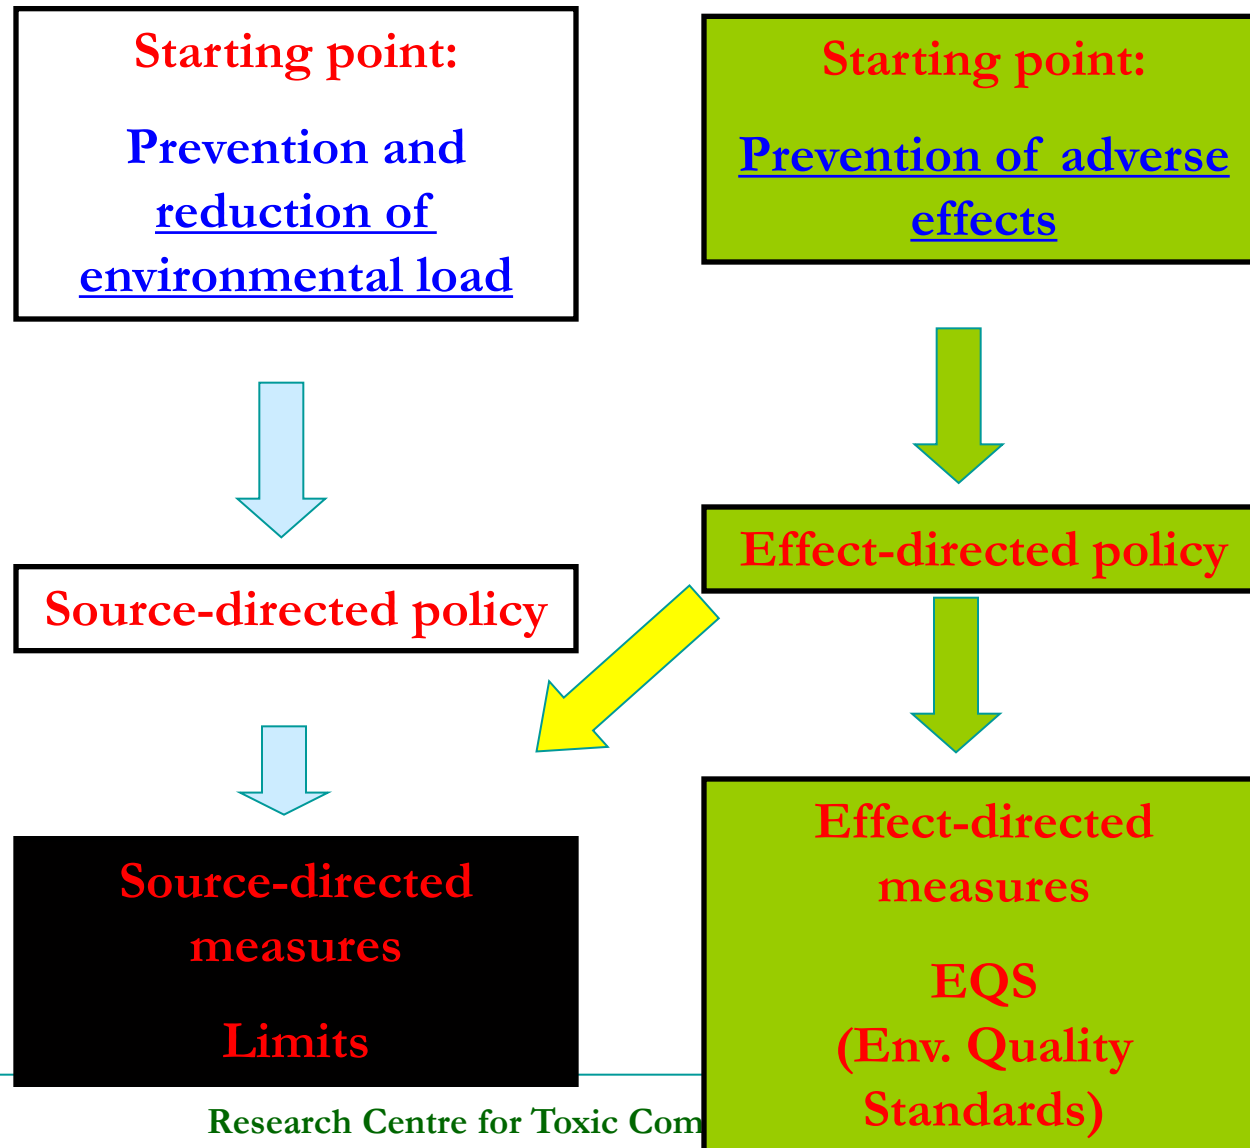 Starting point:
Prevention and
reduction of
environmental load
Source-directed policy
Source-directed
measures
Limits
Starting point:
Prevention of adverse
effects
Effect-directed policy
Effect-directed
measures
EQS
(Env. Quality
Standards)
Research Centre for Toxic